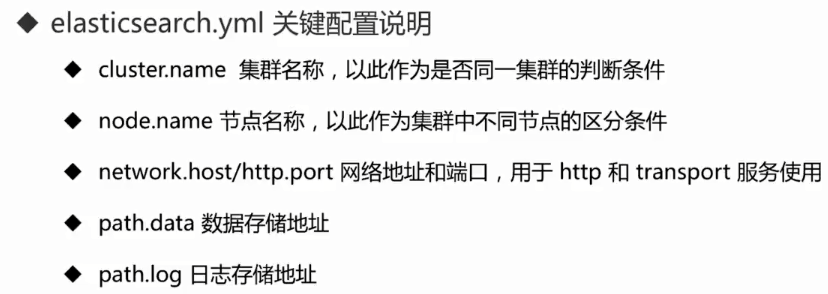 ◆ elasticsearch.yml 关键配置说明
◆ cluster.name 集群名称，以此作为是否同一集群的判断条件
◆ node.name 节点名称，以此作为集群中不同节点的区分条件
◆ network.host/http.port 网络地址和端口，用于 http 和 transport 服务使用
◆ path.data 数据存储地址
◆ path.log 日志存储地址